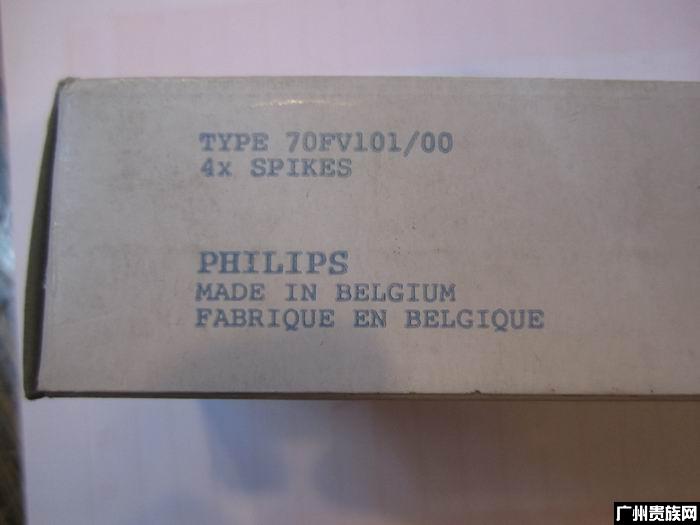 TYPE 70FV101/00
4x SPIKES
PHILIPS
MADE IN BELGIUM
FABRIQUE EN BELGIQUE
广州贵族网